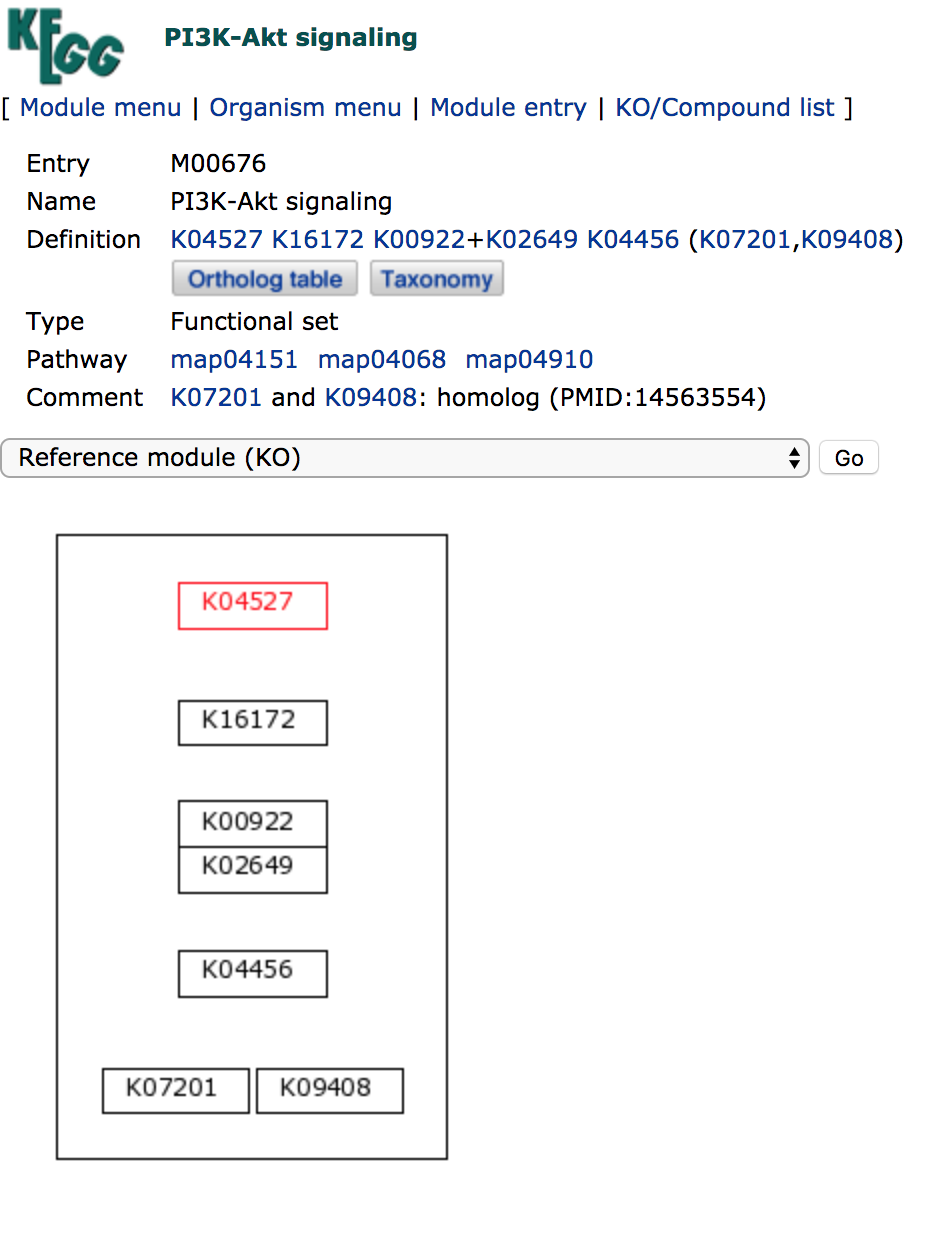 KEGG
PI3K-Akt signaling
[ Module menu | Organism menu | Module entry | KO/Compound list ]
Entry M00676
Name PI3K-Akt signaling
Definition K04527 K16172 K00922+K02649 K04456 (K07201,K09408)
Ortholog table Taxonomy
Type Functional set
Pathway map04151 map04068 map04910
Comment K07201 and K09408: homolog (PMID:14563554)
Reference module (KO) Go
K04527
K16172
K00922
K02649
K04456
K07201 K09408